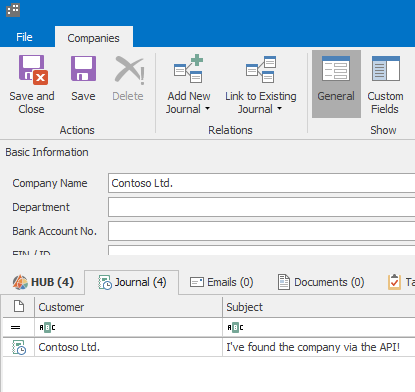 File Companies
Save and Close Save Delete Add New Journal Link to Existing Journal General Custom Fields
Actions Relations Show
Basic Information
Company Name Contoso Ltd.
Department
Bank Account No.
HUB (4) Journal (4) Emails (0) Documents (0) Ta
Customer Subject
ABC ABC
Contoso Ltd. I've found the company via the API!